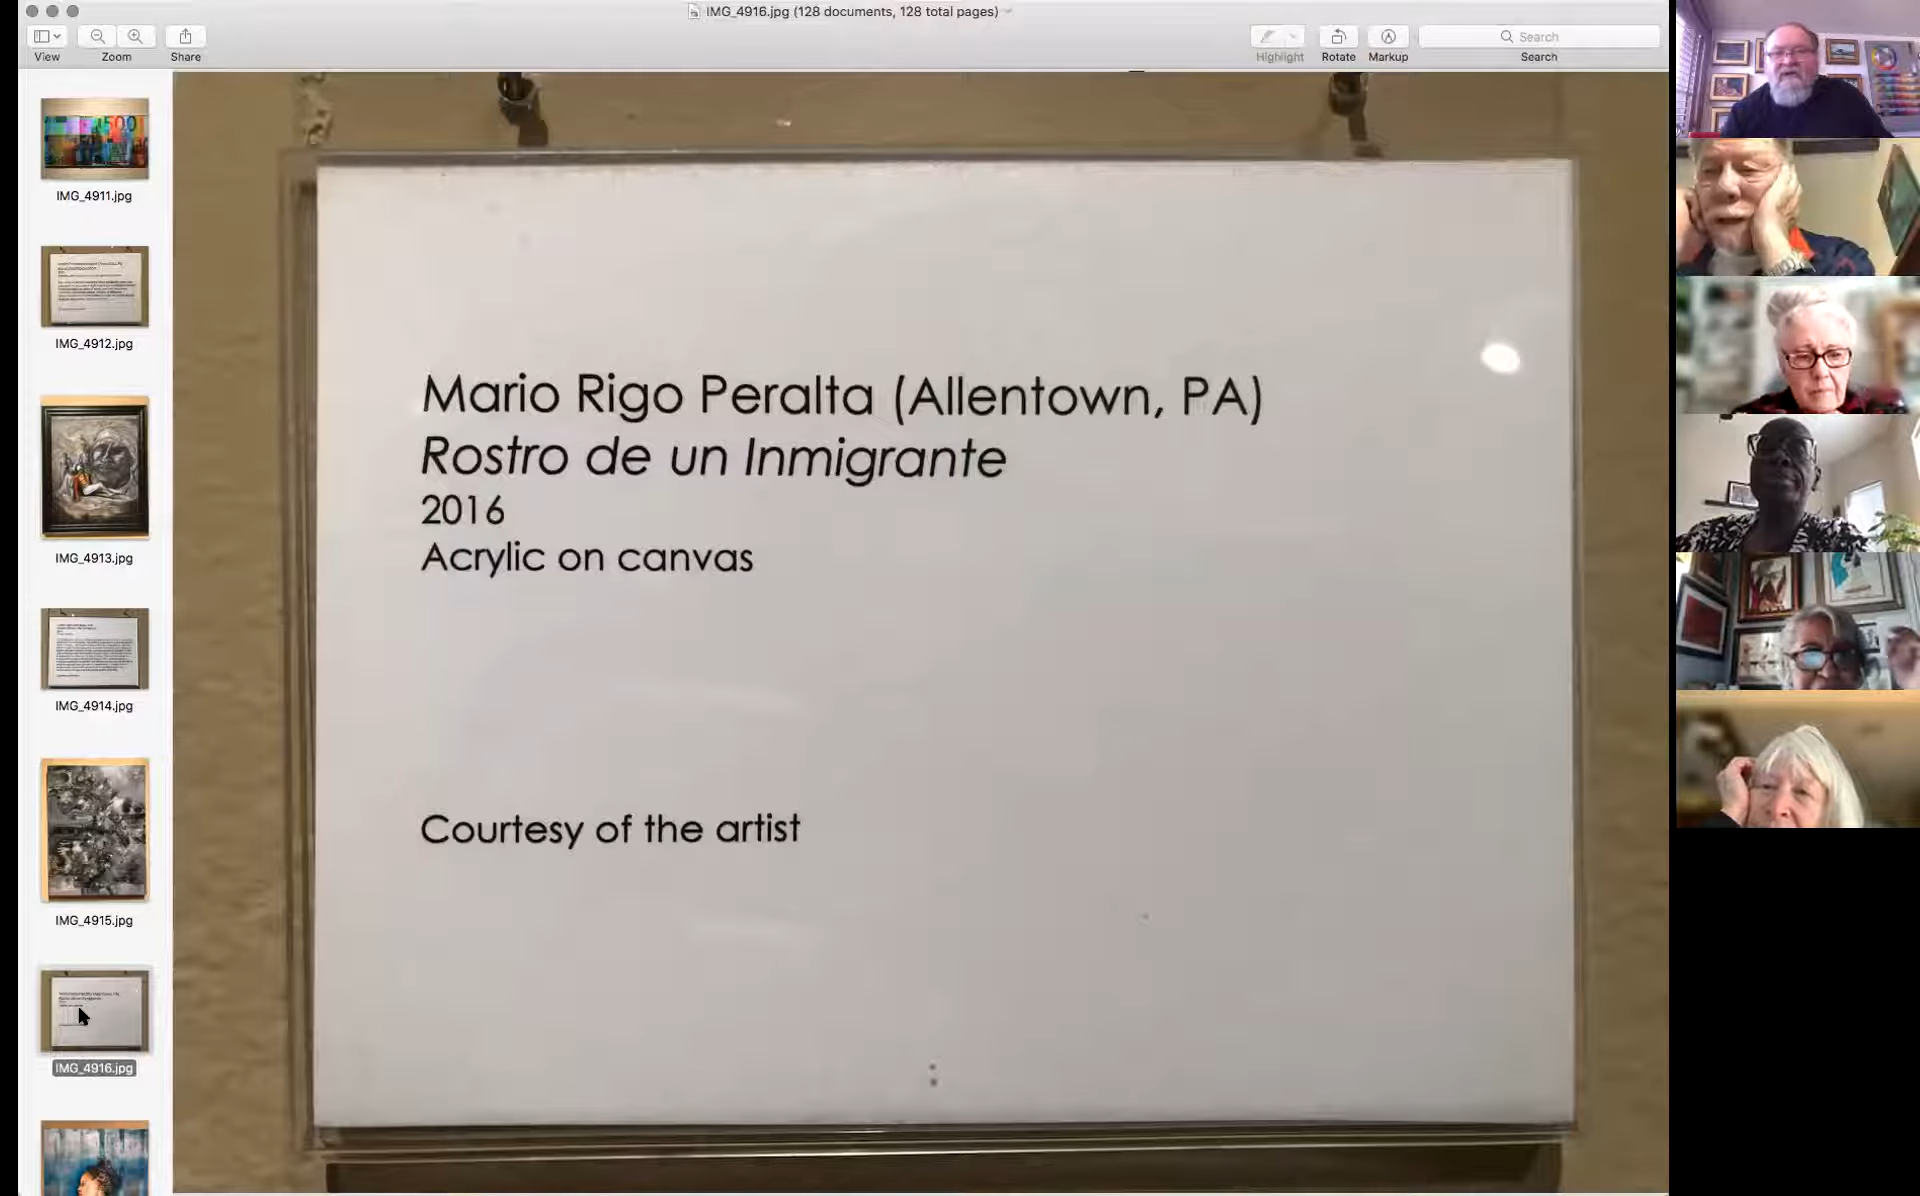 IMG_4916.jpg (128 documents, 128 total pages)
View
Zoom
Share
Highlight
Rotate
Markup
Search
Search
IMG_4911.jpg
IMG_4912.jpg
IMG_4913.jpg
IMG_4914.jpg
IMG_4915.jpg
IMG_4916.jpg
Mario Rigo Peralta (Allentown, PA)
Rostro de un Inmigrante
2016
Acrylic on canvas
Courtesy of the artist